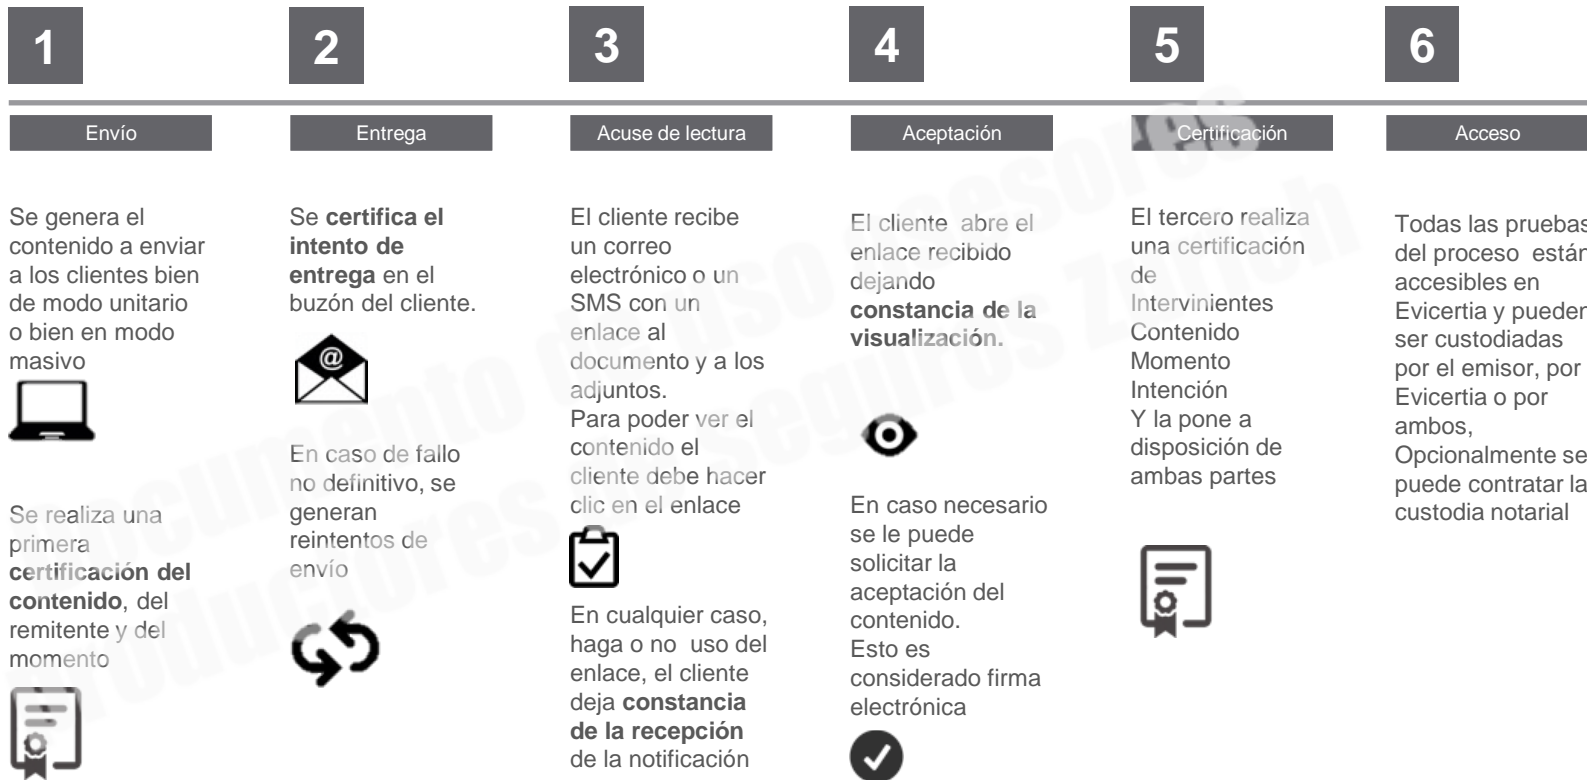 1
Envío
Se genera el
contenido a enviar
a los clientes bien
de modo unitario
o bien en modo
masivo
Se realiza una
primera
certificación del
contenido, del
remitente y del
momento
2
Entrega
Se certifica el
intento de
entrega en el
buzón del cliente.
@
En caso de fallo
no definitivo, se
generan
reintentos de
envío
3
Acuse de lectura
El cliente recibe
un correo
electrónico o un
SMS con un
enlace al
documento y a los
adjuntos.
Para poder ver el
contenido el
cliente debe hacer
clic en el enlace
En cualquier caso,
haga o no uso del
enlace, el cliente
deja constancia
de la recepción
de la notificación
4
Aceptación
El cliente abre el
enlace recibido
dejando
constancia de la
visualización.
En caso necesario
se le puede
solicitar la
aceptación del
contenido.
Esto es
considerado firma
electrónica
5
Certificación
El tercero realiza
una certificación
de
Intervinientes
Contenido
Momento
Intención
Y la pone a
disposición de
ambas partes
6
Acceso
Todas las pruebas
del proceso están
accesibles en
Evicertia y pueden
ser custodiadas
por el emisor, por
Evicertia o por
ambos,
Opcionalmente se
puede contratar la
custodia notarial
Documento de uso asesores
productores de seguros Zurich